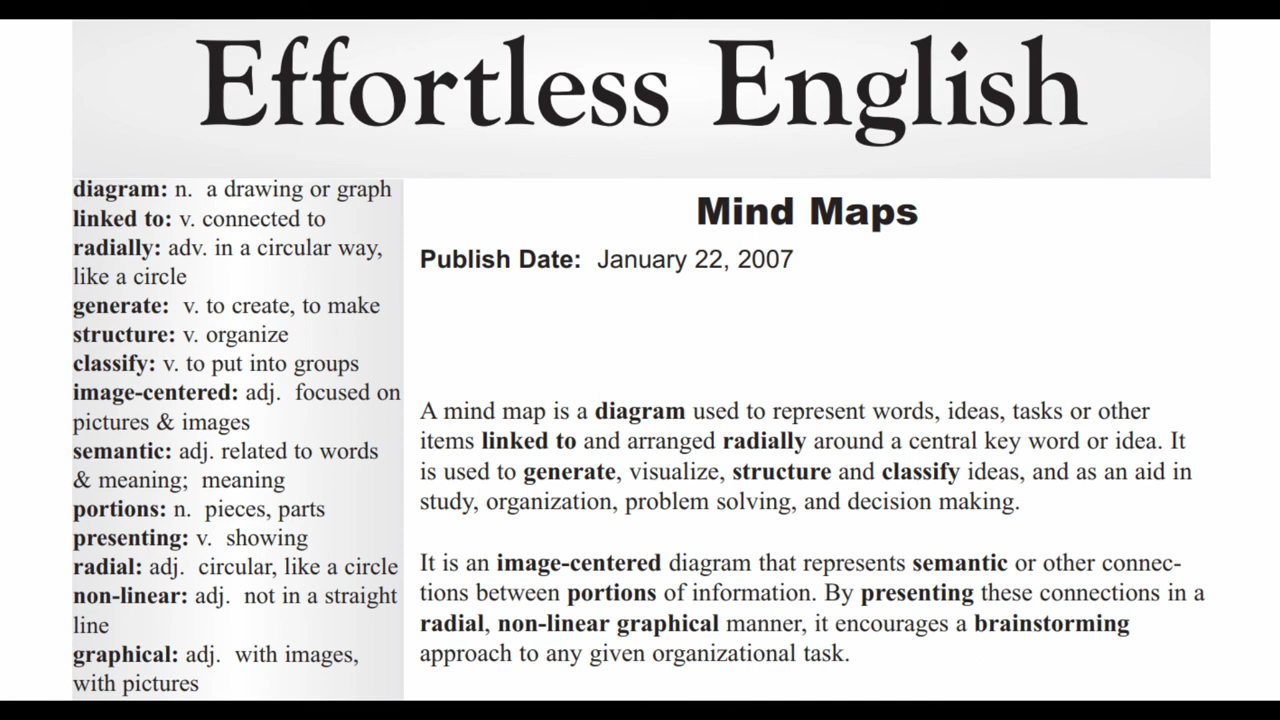 Effortless English
diagram: n. a drawing or graph
linked to: v. connected to
radially: adv. in a circular way,
like a circle
generate: v. to create, to make
structure: v. organize
classify: v. to put into groups
image-centered: adj. focused on
pictures & images
semantic: adj. related to words
& meaning; meaning
portions: n. pieces, parts
presenting: v. showing
radial: adj. circular, like a circle
non-linear: adj. not in a straight
line
graphical: adj. with images,
with pictures
Mind Maps
Publish Date: January 22, 2007
A mind map is a diagram used to represent words, ideas, tasks or other
items linked to and arranged radially around a central key word or idea. It
is used to generate, visualize, structure and classify ideas, and as an aid in
study, organization, problem solving, and decision making.
It is an image-centered diagram that represents semantic or other connec-
tions between portions of information. By presenting these connections in a
radial, non-linear graphical manner, it encourages a brainstorming
approach to any given organizational task.